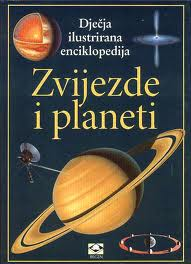 Dječja
ilustrirana
enciklopedija
Zvijezde
i planeti